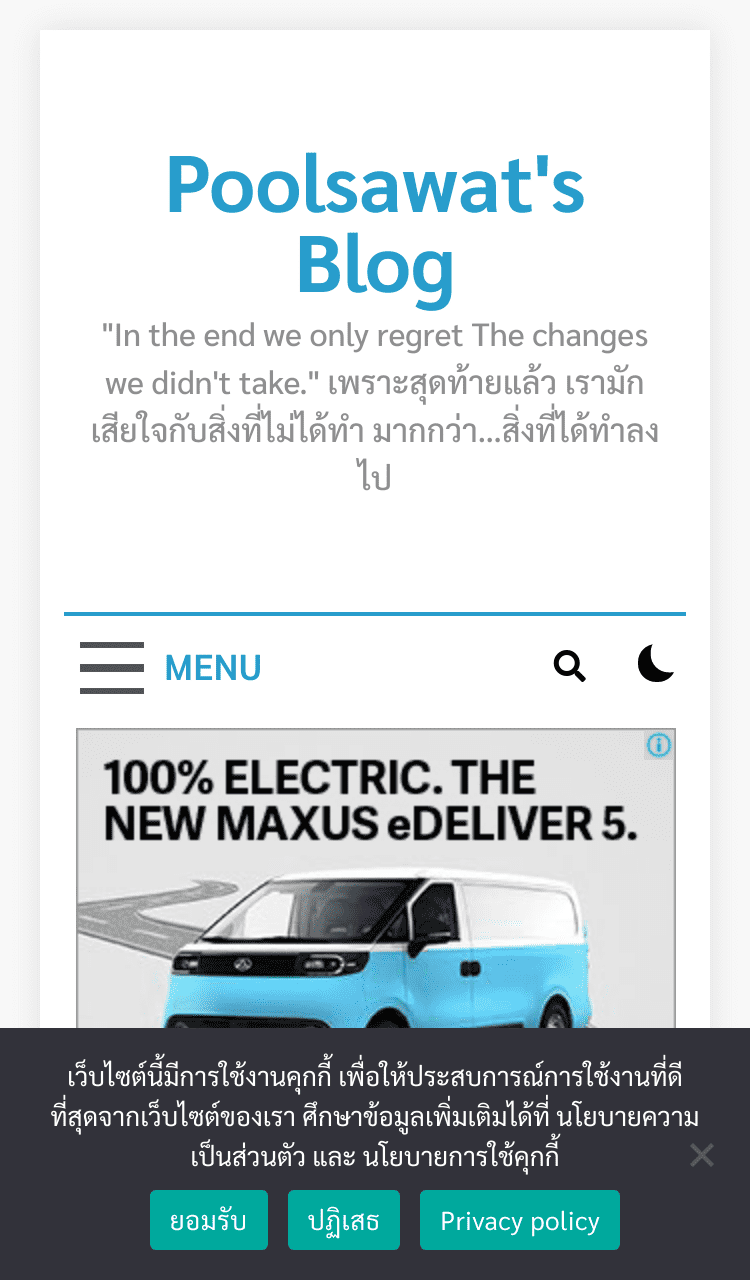 Poolsawat's
Blog
"In the end we only regret The changes
we didn't take." เพราะสุดท้ายแล้ว เรามัก
เสียใจกับสิ่งที่ไม่ได้ทำ มากกว่า...สิ่งที่ได้ทำลง
ไป
MENU
100% ELECTRIC. THE
NEW MAXUS eDELIVER 5.
เว็บไซต์นี้มีการใช้งานคุกกี้ เพื่อให้ประสบการณ์การใช้งานที่ดี
ที่สุดจากเว็บไซต์ของเรา ศึกษาข้อมูลเพิ่มเติมได้ที่ นโยบายความ
เป็นส่วนตัว และ นโยบายการใช้คุกกี้
ยอมรับ ปฏิเสธ Privacy policy